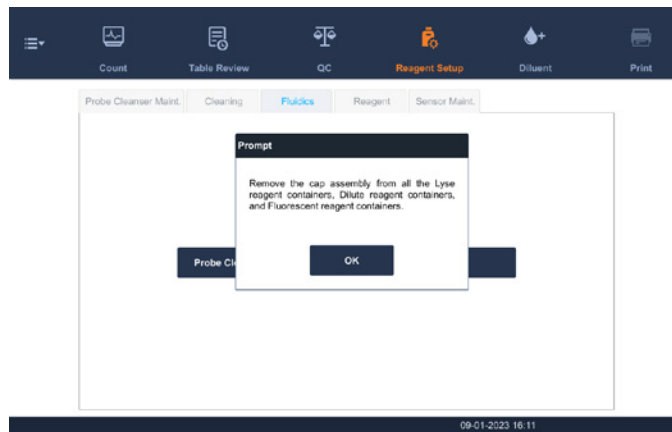 Count
Table Review
QC
Reagent Setup
Diluent
Print
Probe Cleanser Maint.
Cleaning
Fluidics
Reagent
Sensor Maint.
Prompt
Remove the cap assembly from all the Lyse
reagent containers, Dilute reagent containers,
and Fluorescent reagent containers.
Probe Cl
OK
09-01-2023 16:11